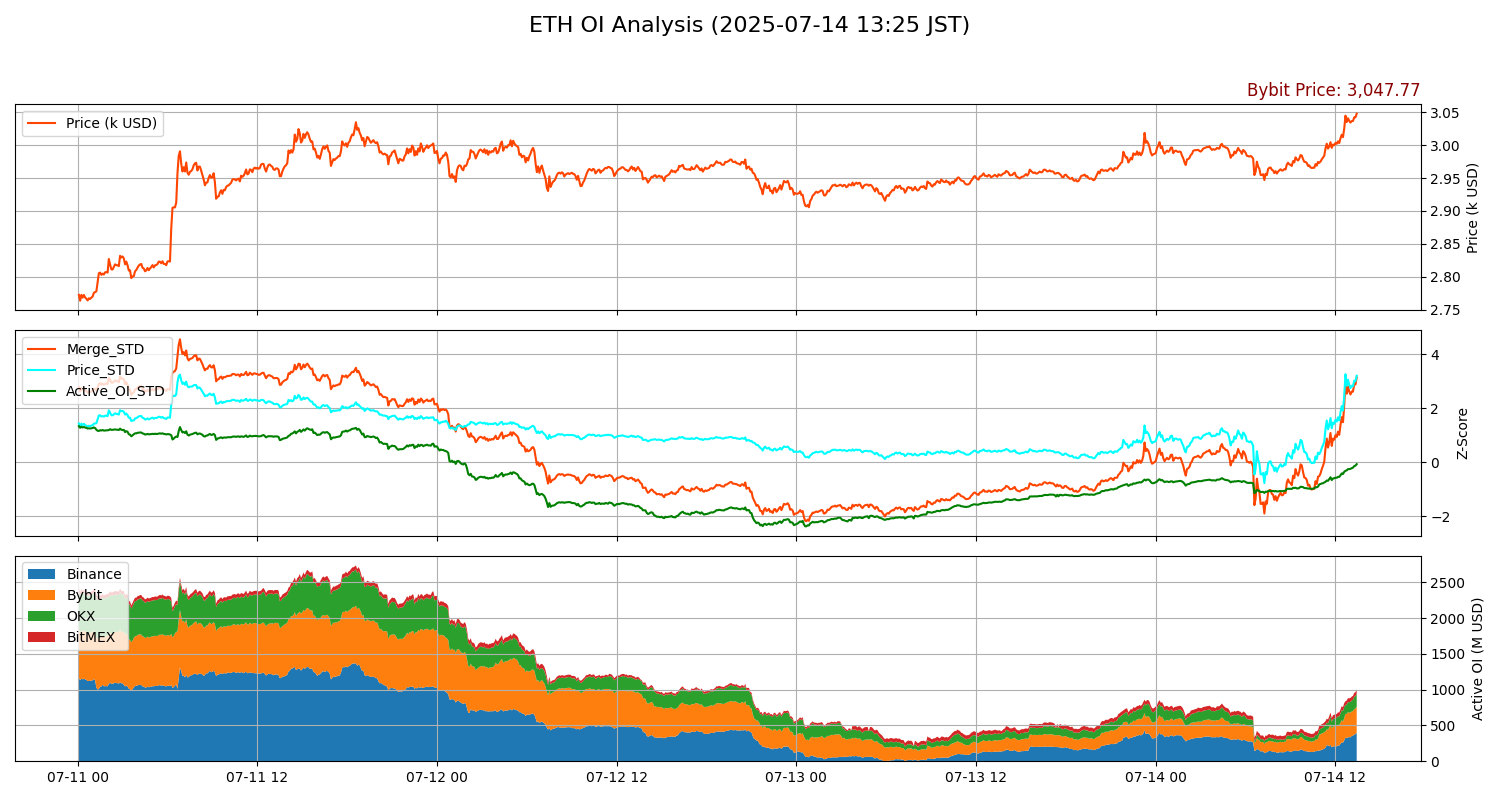 ETH OI Analysis (2025-07-14 13:25 JST)
Bybit Price: 3,047.77
Price (k USD)
3.05
3.00
2.95
2.90
2.85
2.80
2.75
Price (k USD)
Merge_STD
Price_STD
Active_OI_STD
4
2
0
−2
Z-Score
Binance
Bybit
OKX
BitMEX
2500
2000
1500
1000
500
0
Active OI (M USD)
07-11 00
07-11 12
07-12 00
07-12 12
07-13 00
07-13 12
07-14 00
07-14 12